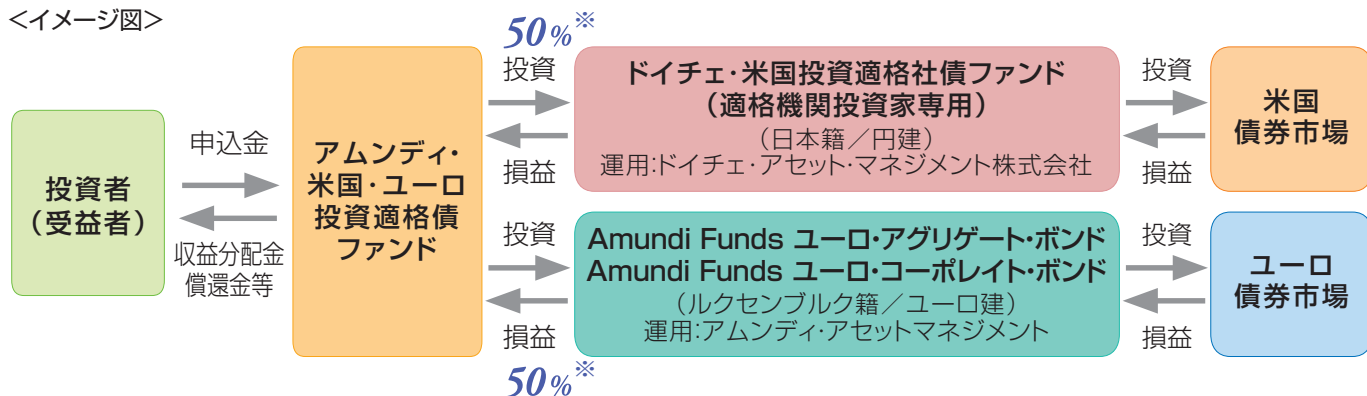 <イメージ図>
投資者
(受益者)
申込金
収益分配金
償還金等
アムンディ・
米国・ユーロ
投資適格債
ファンド
50%※
投資
損益
ドイチェ・米国投資適格社債ファンド
(適格機関投資家専用)
(日本籍/円建)
運用:ドイチェ・アセット・マネジメント株式会社
投資
損益
米国
債券市場
投資
損益
50%※
Amundi Funds ユーロ・アグリゲート・ボンド
Amundi Funds ユーロ・コーポレイト・ボンド
(ルクセンブルク籍/ユーロ建)
運用:アムンディ・アセットマネジメント
投資
損益
ユーロ
債券市場